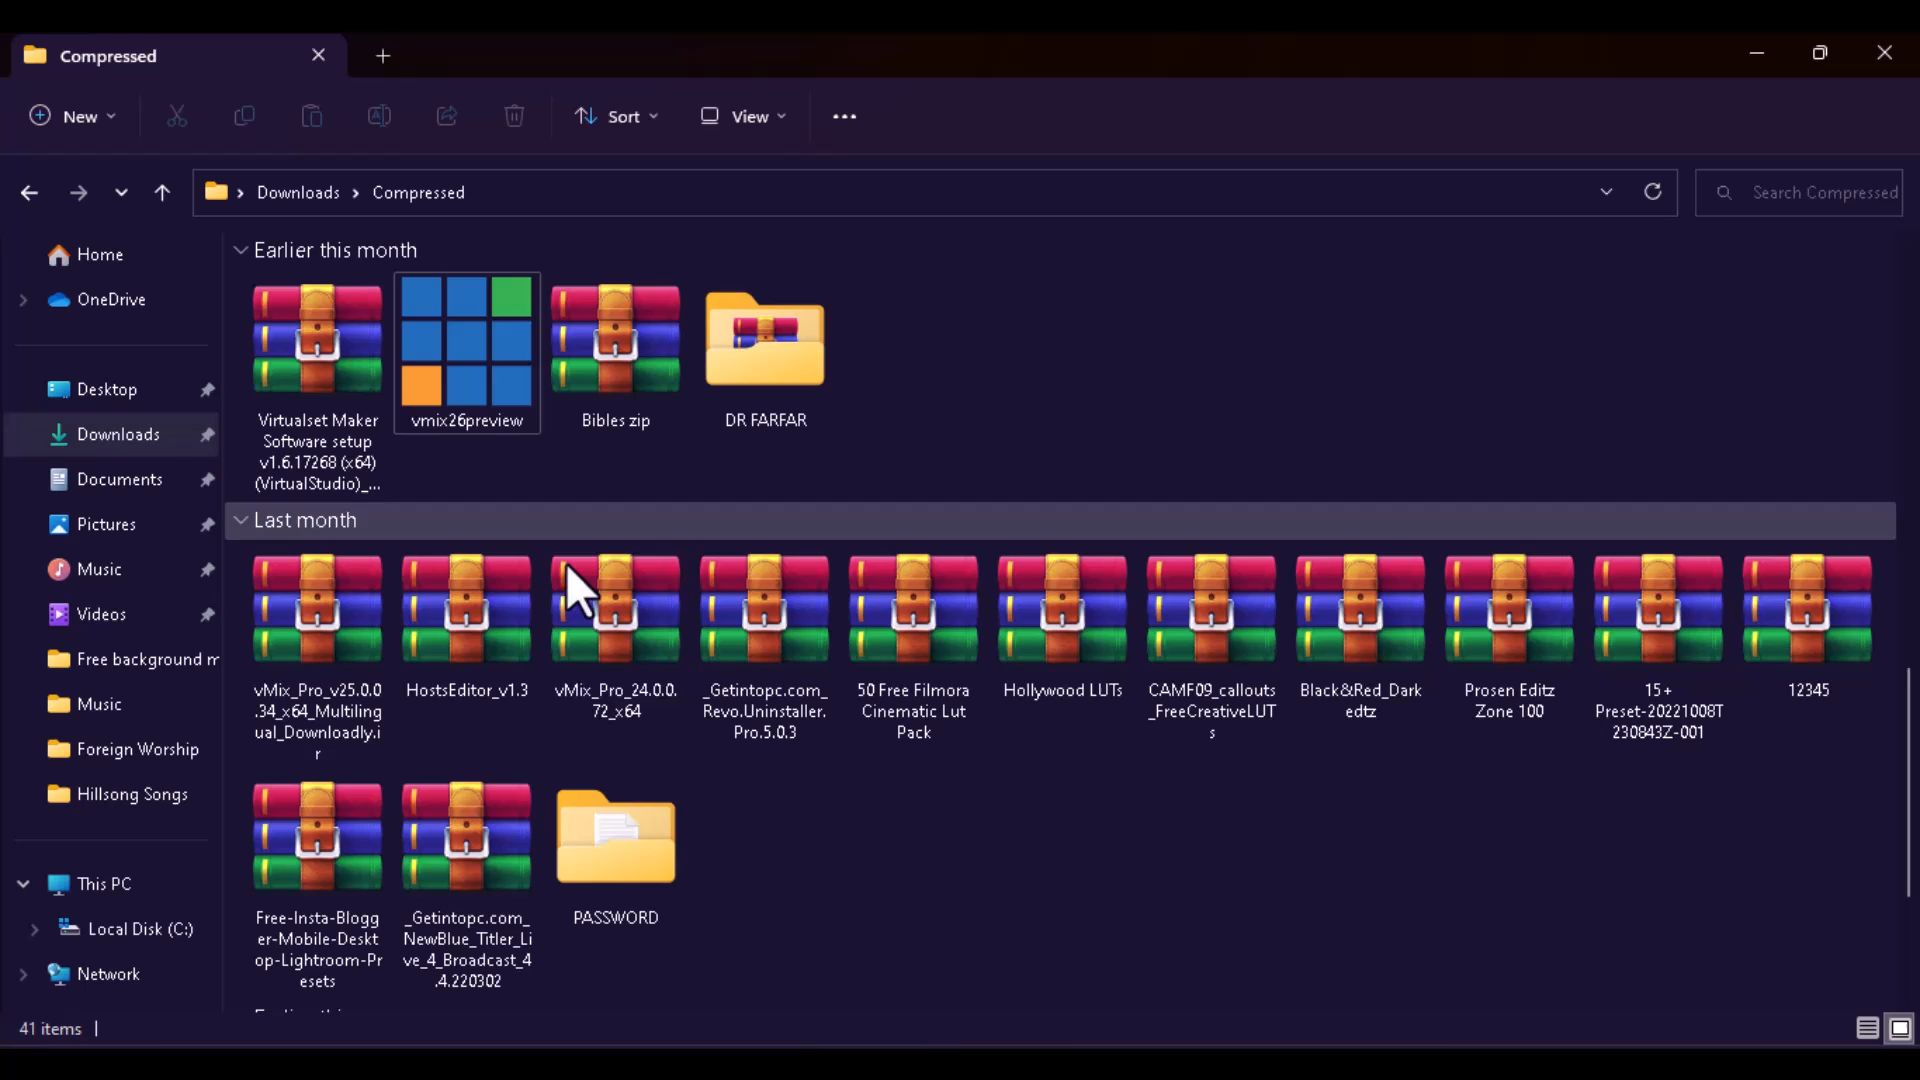 Compressed
New
Sort
View
Downloads
Compressed
Search Compressed
Home
OneDrive
Desktop
Downloads
Documents
Pictures
Music
Videos
Free background m
Music
Foreign Worship
Hillsong Songs
This PC
Local Disk (C:)
Network
Earlier this month
Virtualset Maker
Software setup
v1.6.17268 (x64)
(VirtualStudio)_...
vmix26preview
Bibles zip
DR FARFAR
Last month
vMix_Pro_v25.0.0
.34_x64_Multiling
ual_Downloadly.i
r
HostsEditor_v1.3
vMix_Pro_24.0.0.
72_x64
_Getintopc.com_
Revo.Uninstaller.
Pro.5.0.3
50 Free Filmora
Cinematic Lut
Pack
Hollywood LUTs
CAMF09_callouts
_FreeCreativeLUT
s
Black&Red_Dark
edtz
Prosen Editz
Zone 100
15+
Preset-20221008T
230843Z-001
12345
Free-Insta-Blogg
er-Mobile-Deskt
op-Lightroom-Pr
esets
_Getintopc.com_
NewBlue_Titler_Li
ve_4_Broadcast_4
.4.220302
PASSWORD
41 items